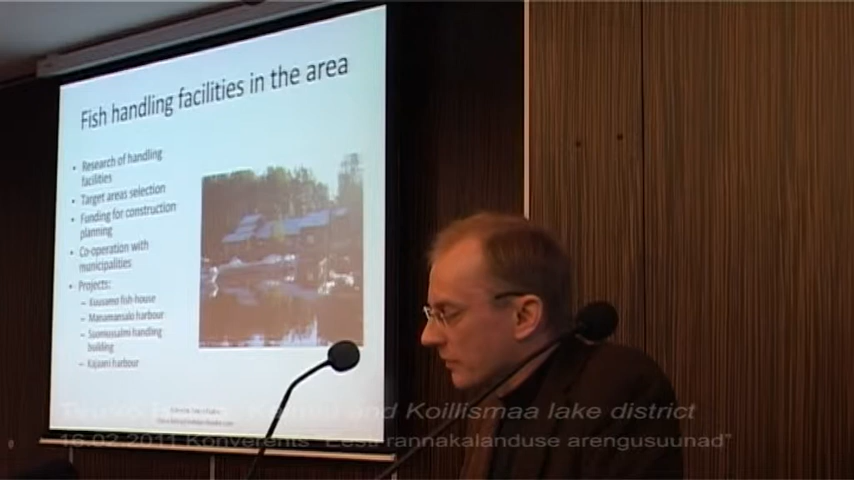 Fish handling facilities in the area
• Research of handling
facilities
• Target areas selection
• Funding for construction
planning
• Co-operation with
municipalities
• Projects:
– Kuusamo fish-house
– Manamansalo harbour
– Suomussalmi handling
building
– Kajaani harbour
and Koillismaa lake district
16.02.2011 Konverents "Eesti rannakalanduse arengusuunad"